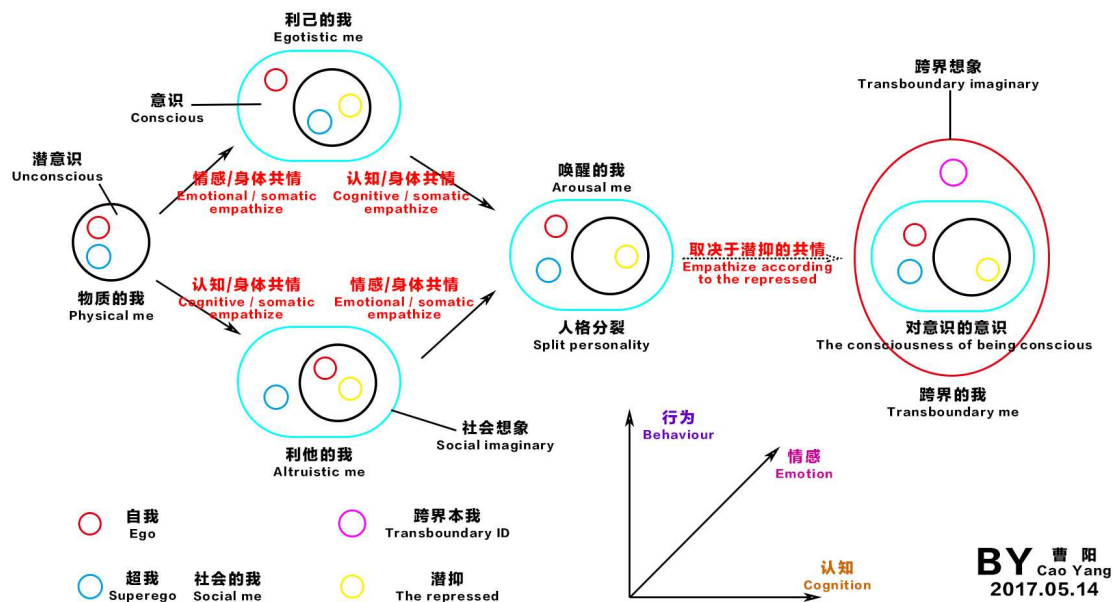 利己的我
Egotistic me
意识
Conscious
潜意识
Unconscious
情感/身体共情
Emotional / somatic
empathize
认知/身体共情
Cognitive / somatic
empathize
物质的我
Physical me
认知/身体共情
Cognitive / somatic
empathize
情感/身体共情
Emotional / somatic
empathize
社会想象
Social imaginary
利他的我
Altruistic me
唤醒的我
Arousal me
人格分裂
Split personality
取决于潜抑的共情
Empathize according
to the repressed
跨界想象
Transboundary imaginary
对意识的意识
The consciousness of being conscious
跨界的我
Transboundary me
行为
Behaviour
情感
Emotion
认知
Cognition
自我
Ego
跨界本我
Transboundary ID
超我
Superego
社会的我
Social me
潜抑
The repressed
BY 曹 阳
Cao Yang
2017.05.14